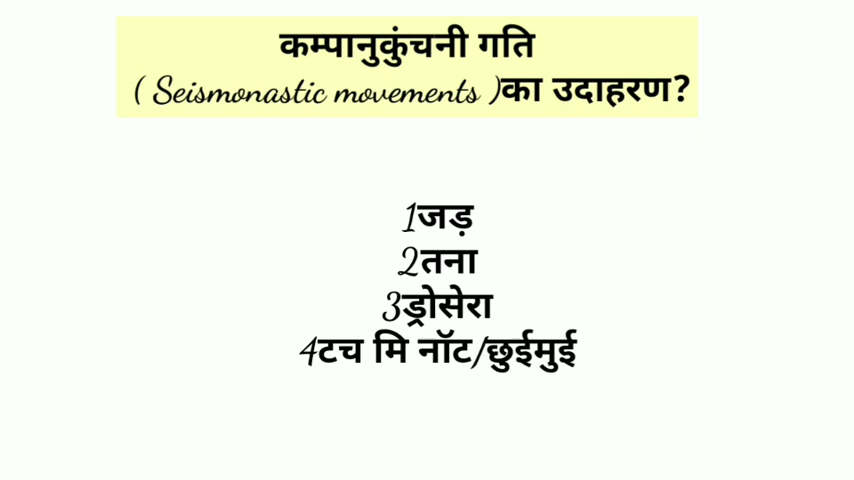 कम्पानुकुंचनी गति
( Seismonastic movements )का उदाहरण?
1जड़
2तना
3ड्रोसेरा
4टच मि नॉट/छुईमुई